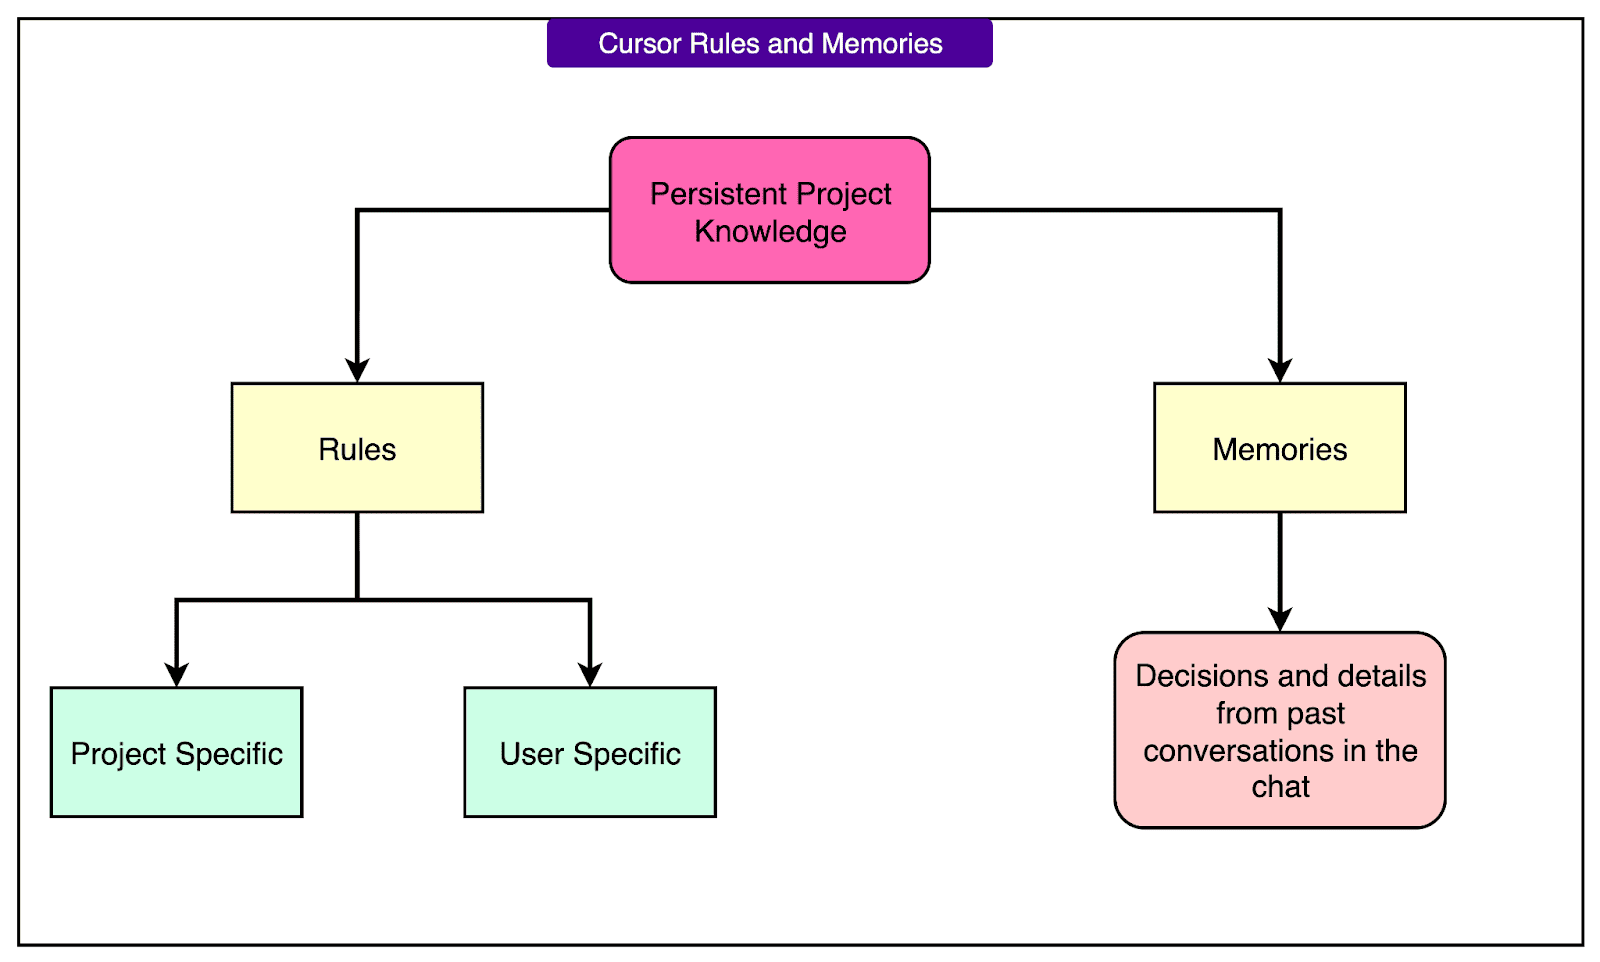 Cursor Rules and Memories
Persistent Project
Knowledge
Rules
Memories
Project Specific
User Specific
Decisions and details
from past
conversations in the
chat